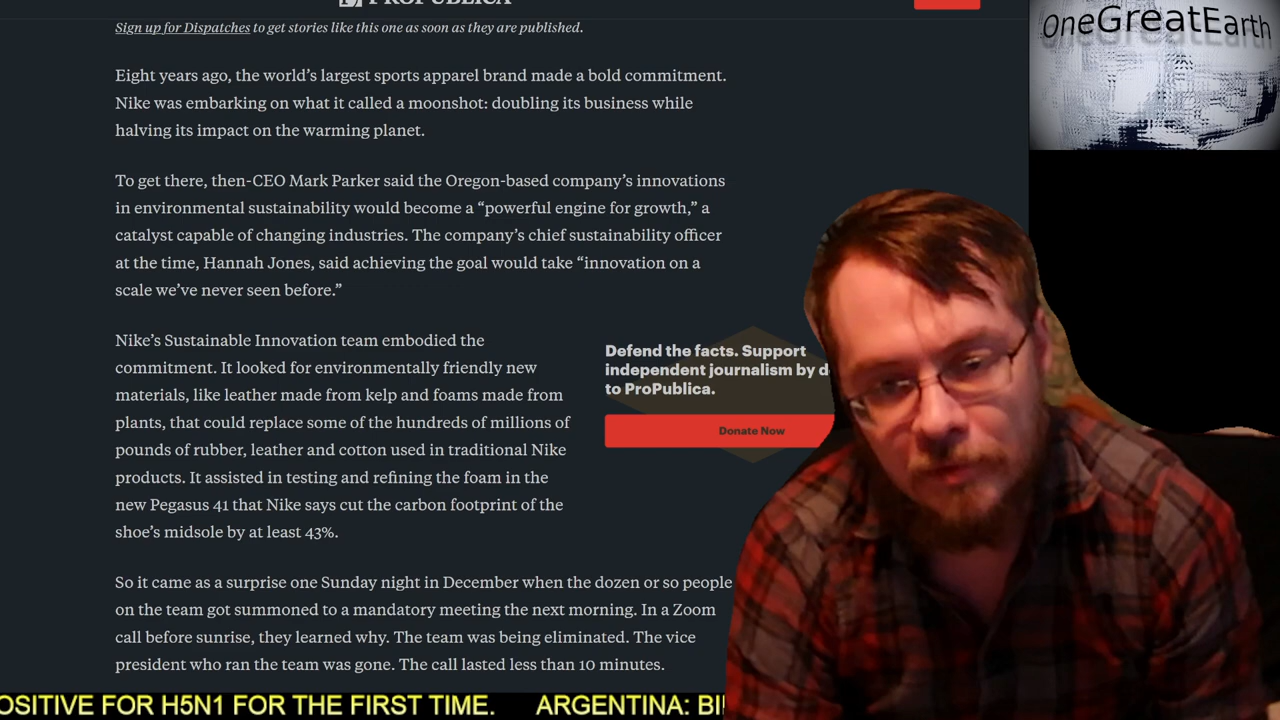 PROPUBLICA
OneGreatEarth
Sign up for Dispatches to get stories like this one as soon as they are published.
Eight years ago, the world’s largest sports apparel brand made a bold commitment.
Nike was embarking on what it called a moonshot: doubling its business while
halving its impact on the warming planet.
To get there, then-CEO Mark Parker said the Oregon-based company’s innovations
in environmental sustainability would become a “powerful engine for growth,” a
catalyst capable of changing industries. The company’s chief sustainability officer
at the time, Hannah Jones, said achieving the goal would take “innovation on a
scale we’ve never seen before.”
Nike’s Sustainable Innovation team embodied the
commitment. It looked for environmentally friendly new
materials, like leather made from kelp and foams made from
plants, that could replace some of the hundreds of millions of
pounds of rubber, leather and cotton used in traditional Nike
products. It assisted in testing and refining the foam in the
new Pegasus 41 that Nike says cut the carbon footprint of the
shoe’s midsole by at least 43%.
Defend the facts. Support
independent journalism by d
to ProPublica.
Donate Now
So it came as a surprise one Sunday night in December when the dozen or so people
on the team got summoned to a mandatory meeting the next morning. In a Zoom
call before sunrise, they learned why. The team was being eliminated. The vice
president who ran the team was gone. The call lasted less than 10 minutes.
OSITIVE FOR H5N1 FOR THE FIRST TIME. ARGENTINA: BI